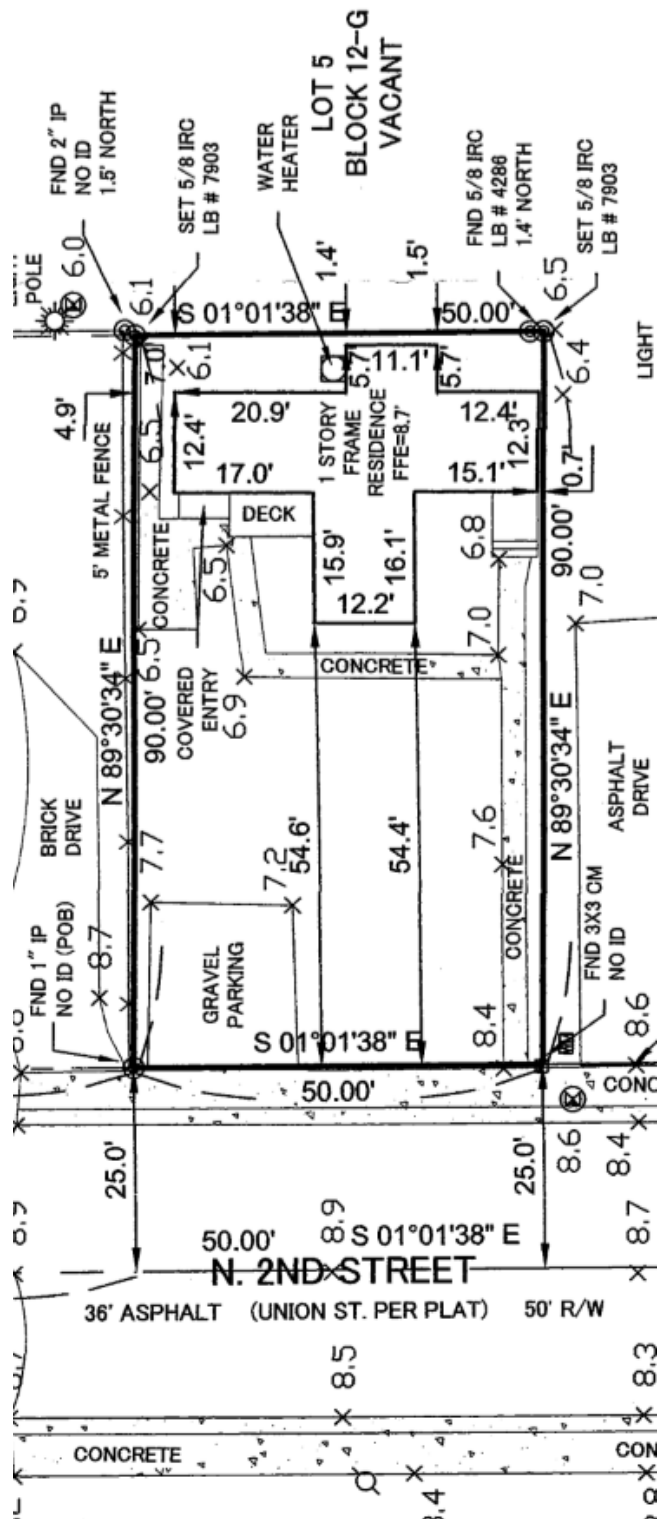 POLE
6.0
FND 2" IP
NO ID
1.5' NORTH
SET 5/8 IRC
LB # 7903
WATER
HEATER
LOT 5
BLOCK 12-G
VACANT
FND 5/8 IRC
LB # 4286
1.4' NORTH
SET 5/8 IRC
LB # 7903
1.4'
1.5'
6.1
S 01°01'38" E
50.00'
6.5
4.9'
7.0
6.1
5.7'
11.1'
5.7'
6.4
LIGHT
20.9'
12.4'
12.4'
12.3'
0.7'
5' METAL FENCE
6.5
17.0'
1 STORY
FRAME
RESIDENCE
FFE=8.7'
15.1'
CONCRETE
DECK
6.5
15.9'
16.1'
6.8
90.00'
6.9
12.2'
7.0
7.0
N 89°30'34" E
90.00'
6.5
COVERED
ENTRY
6.9
CONCRETE
BRICK
DRIVE
7.7
7.2
54.6'
54.4'
7.6
CONCRETE
N 89°30'34" E
ASPHALT
DRIVE
FND 1" IP
NO ID (POB)
8.7
GRAVEL
PARKING
8.4
FND 3X3 CM
NO ID
S 01°01'38" E
50.00'
8.6
CONC
25.0'
25.0'
8.6
8.4
8.9
50.00'
8.9
S 01°01'38" E
8.7
N. 2ND STREET
36' ASPHALT (UNION ST. PER PLAT) 50' R/W
8.5
8.3
CONCRETE
CON